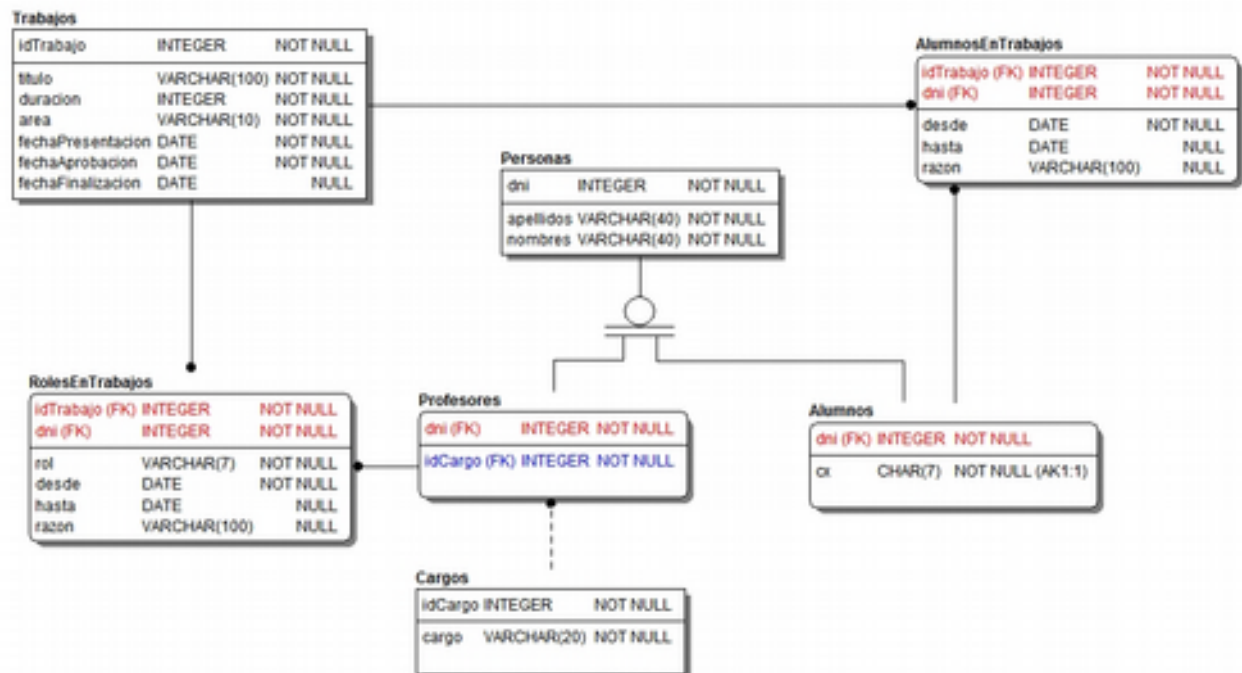 Trabajos
idTrabajo INTEGER NOT NULL
titulo VARCHAR(100) NOT NULL
duracion INTEGER NOT NULL
area VARCHAR(10) NOT NULL
fechaPresentacion DATE NOT NULL
fechaAprobacion DATE NOT NULL
fechaFinalizacion DATE NULL
AlumnosEnTrabajos
idTrabajo (FK) INTEGER NOT NULL
dni (FK) INTEGER NOT NULL
desde DATE NOT NULL
hasta DATE NULL
razon VARCHAR(100) NULL
Personas
dni INTEGER NOT NULL
apellidos VARCHAR(40) NOT NULL
nombres VARCHAR(40) NOT NULL
RolesEnTrabajos
idTrabajo (FK) INTEGER NOT NULL
dni (FK) INTEGER NOT NULL
rol VARCHAR(7) NOT NULL
desde DATE NOT NULL
hasta DATE NULL
razon VARCHAR(100) NULL
Profesores
dni (FK) INTEGER NOT NULL
idCargo (FK) INTEGER NOT NULL
Alumnos
dni (FK) INTEGER NOT NULL
cx CHAR(7) NOT NULL (AK1:1)
Cargos
idCargo INTEGER NOT NULL
cargo VARCHAR(20) NOT NULL